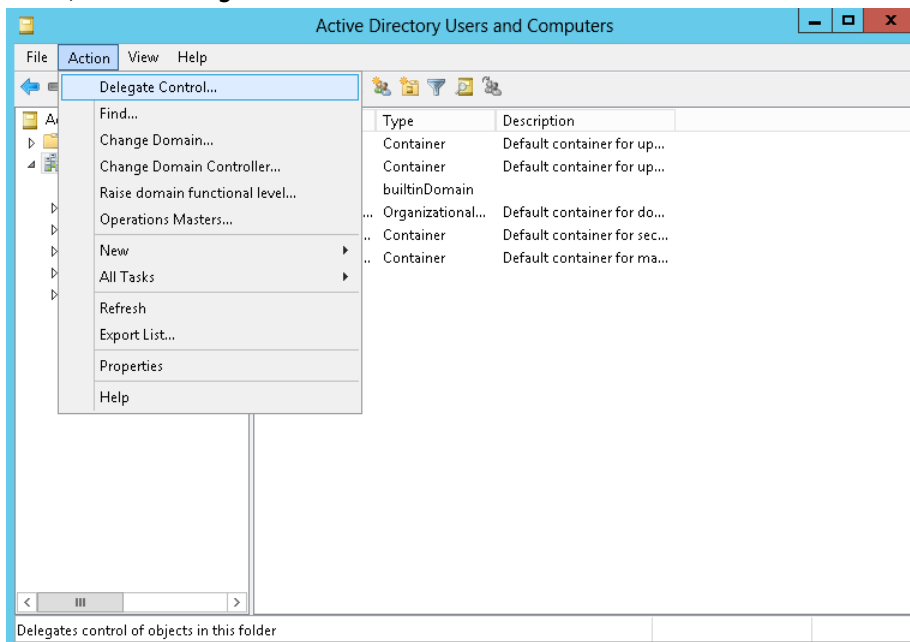 Active Directory Users and Computers
File Action View Help
Delegate Control...
Find...
Change Domain...
Change Domain Controller...
Raise domain functional level...
Operations Masters...
New
All Tasks
Refresh
Export List...
Properties
Help
Type Description
Container Default container for up...
Container Default container for up...
builtinDomain
... Organizational... Default container for do...
.. Container Default container for sec...
.. Container Default container for ma...
Delegates control of objects in this folder